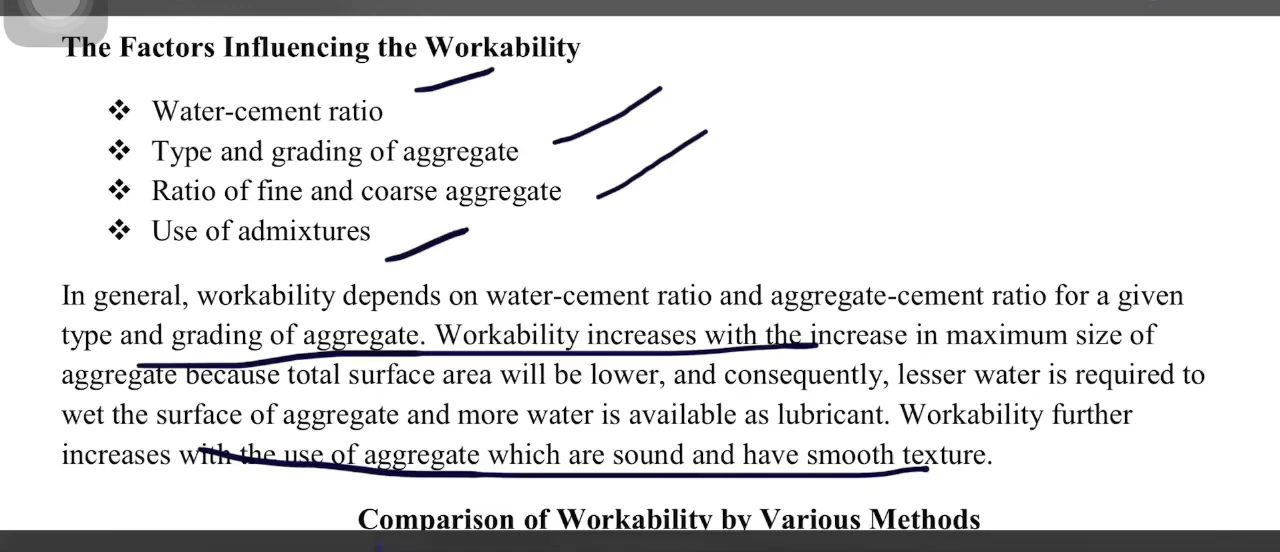 The Factors Influencing the Workability
❖ Water-cement ratio
❖ Type and grading of aggregate
❖ Ratio of fine and coarse aggregate
❖ Use of admixtures
In general, workability depends on water-cement ratio and aggregate-cement ratio for a given
type and grading of aggregate. Workability increases with the increase in maximum size of
aggregate because total surface area will be lower, and consequently, lesser water is required to
wet the surface of aggregate and more water is available as lubricant. Workability further
increases with the use of aggregate which are sound and have smooth texture.
Comparison of Workability by Various Methods